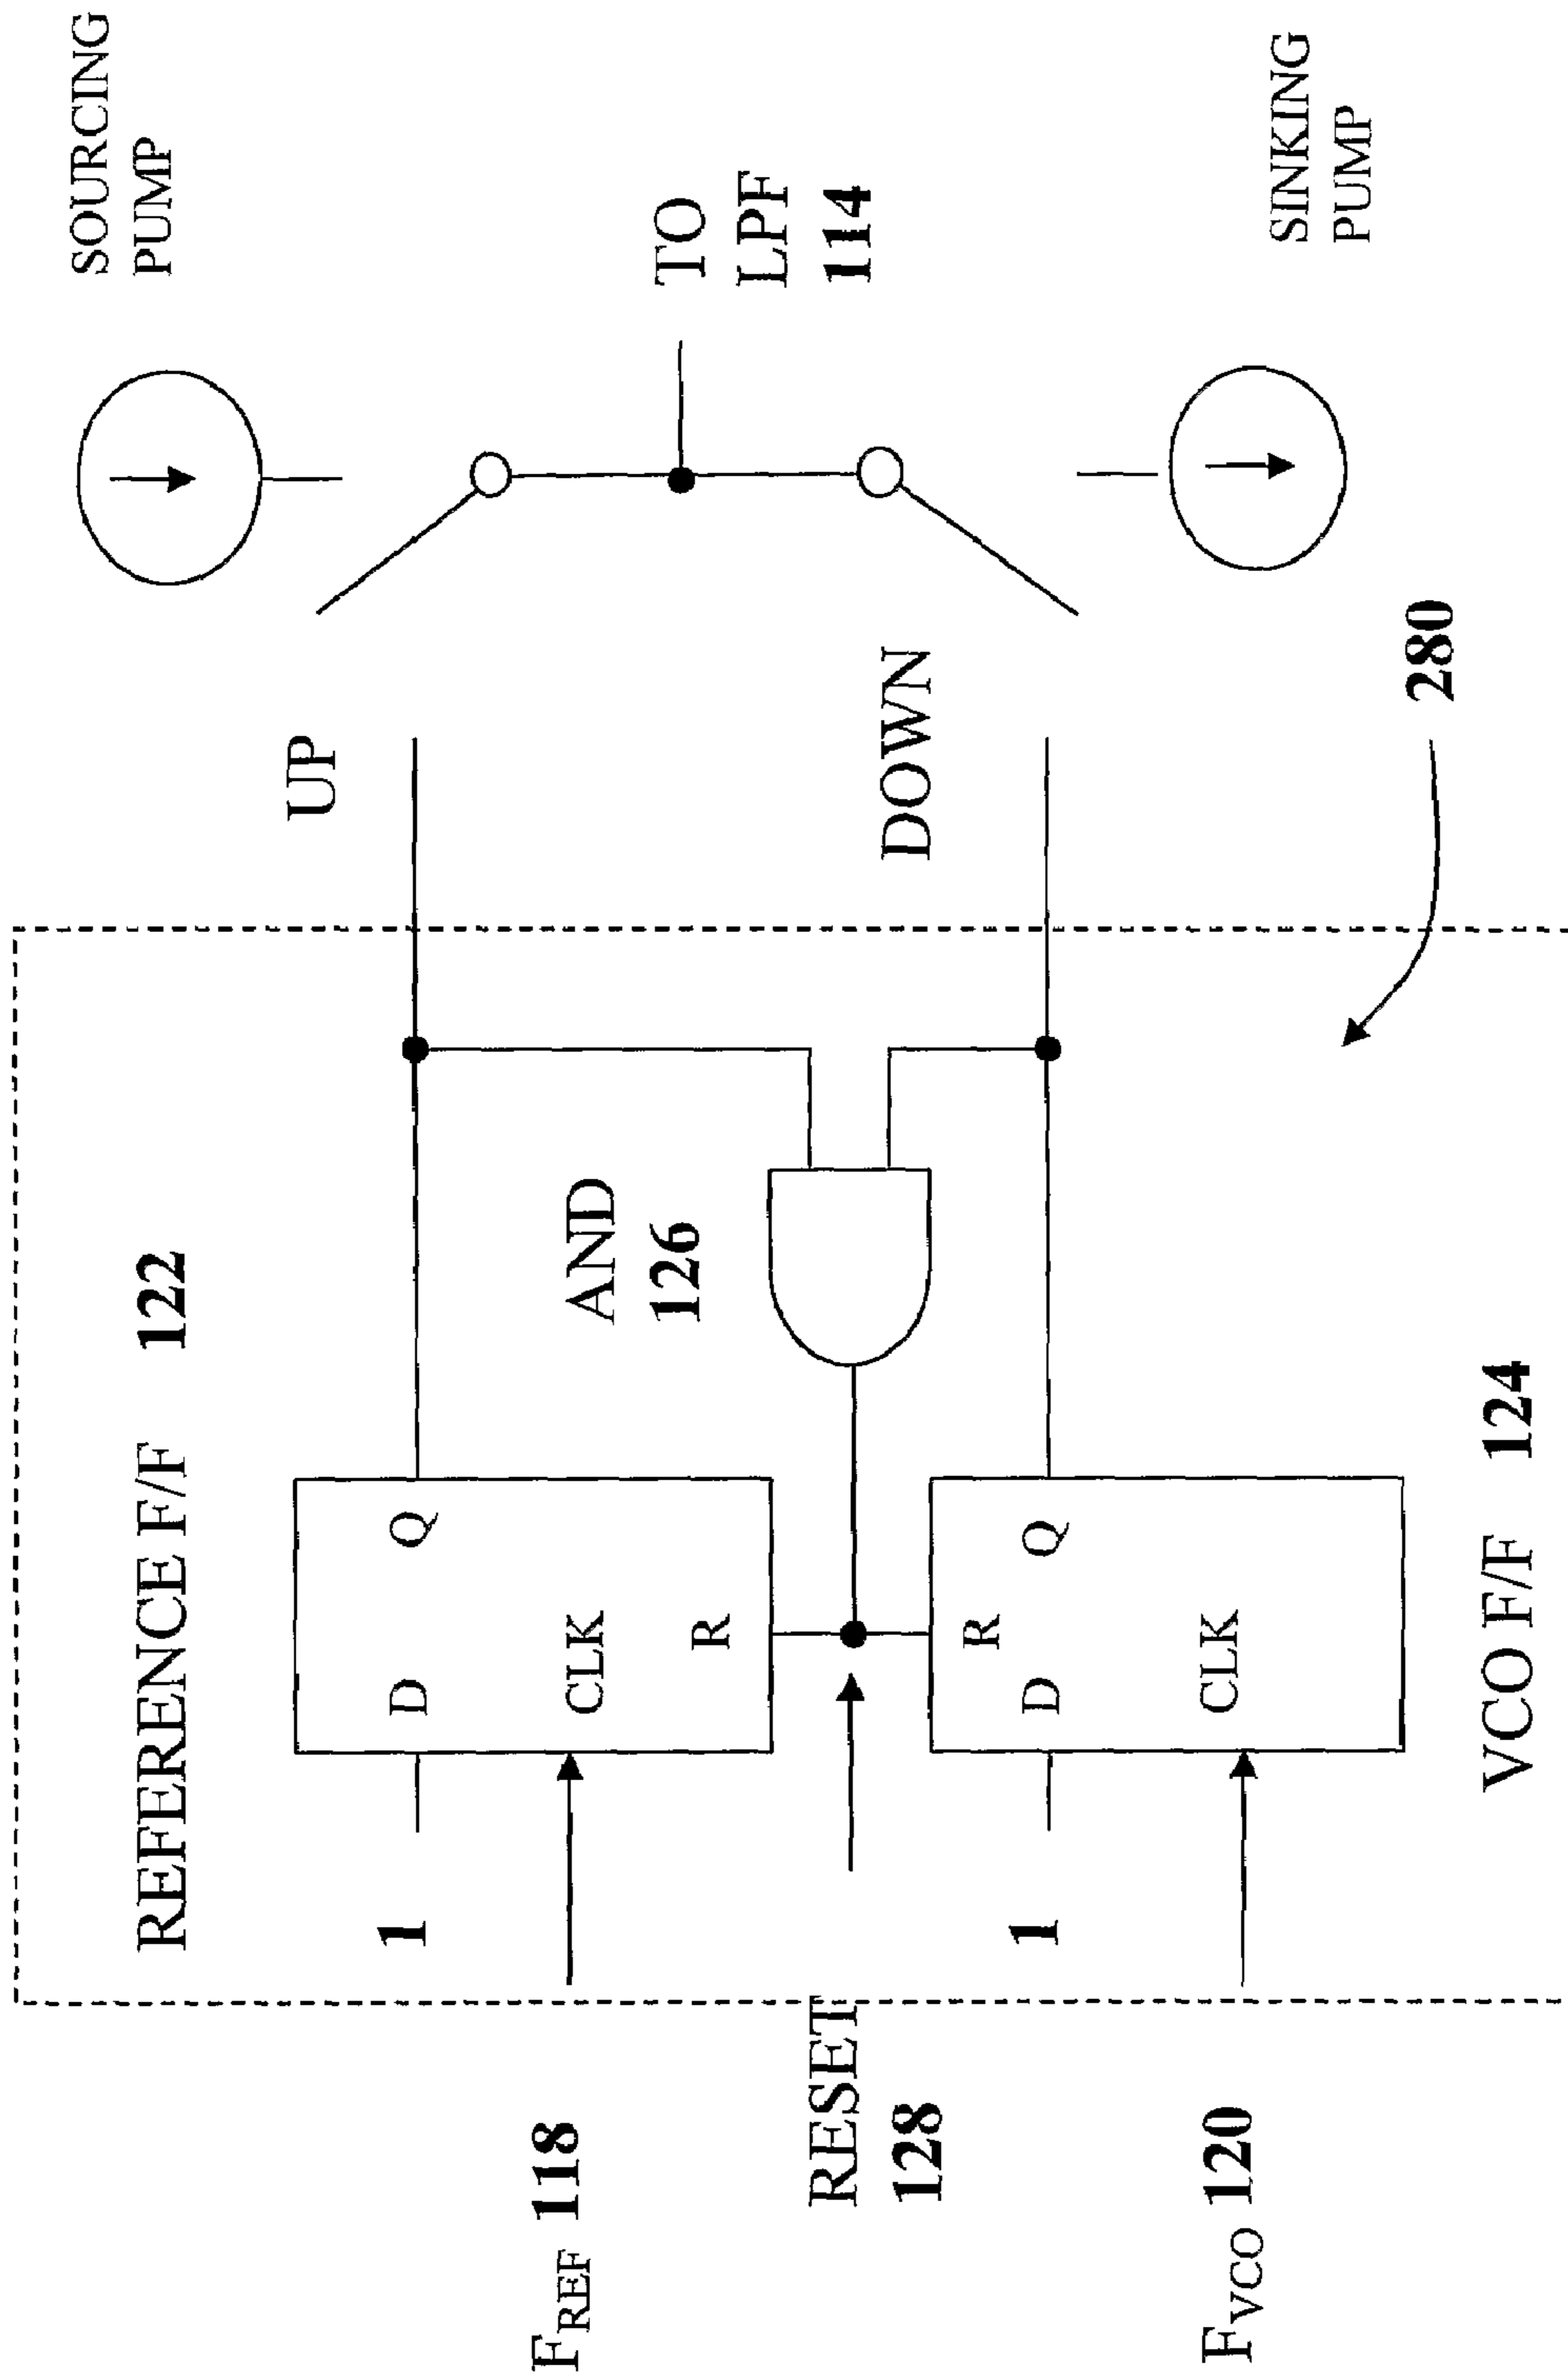 SOURCING
PUMP
REFERENCE F/F 122
UP
1
D
Q
AND
126
TO
LPF
114
F_REF 118
CLK
R
RESET
128
DOWN
R
1
D
Q
CLK
F_VCO 120
SINKING
PUMP
280
VCO F/F 124